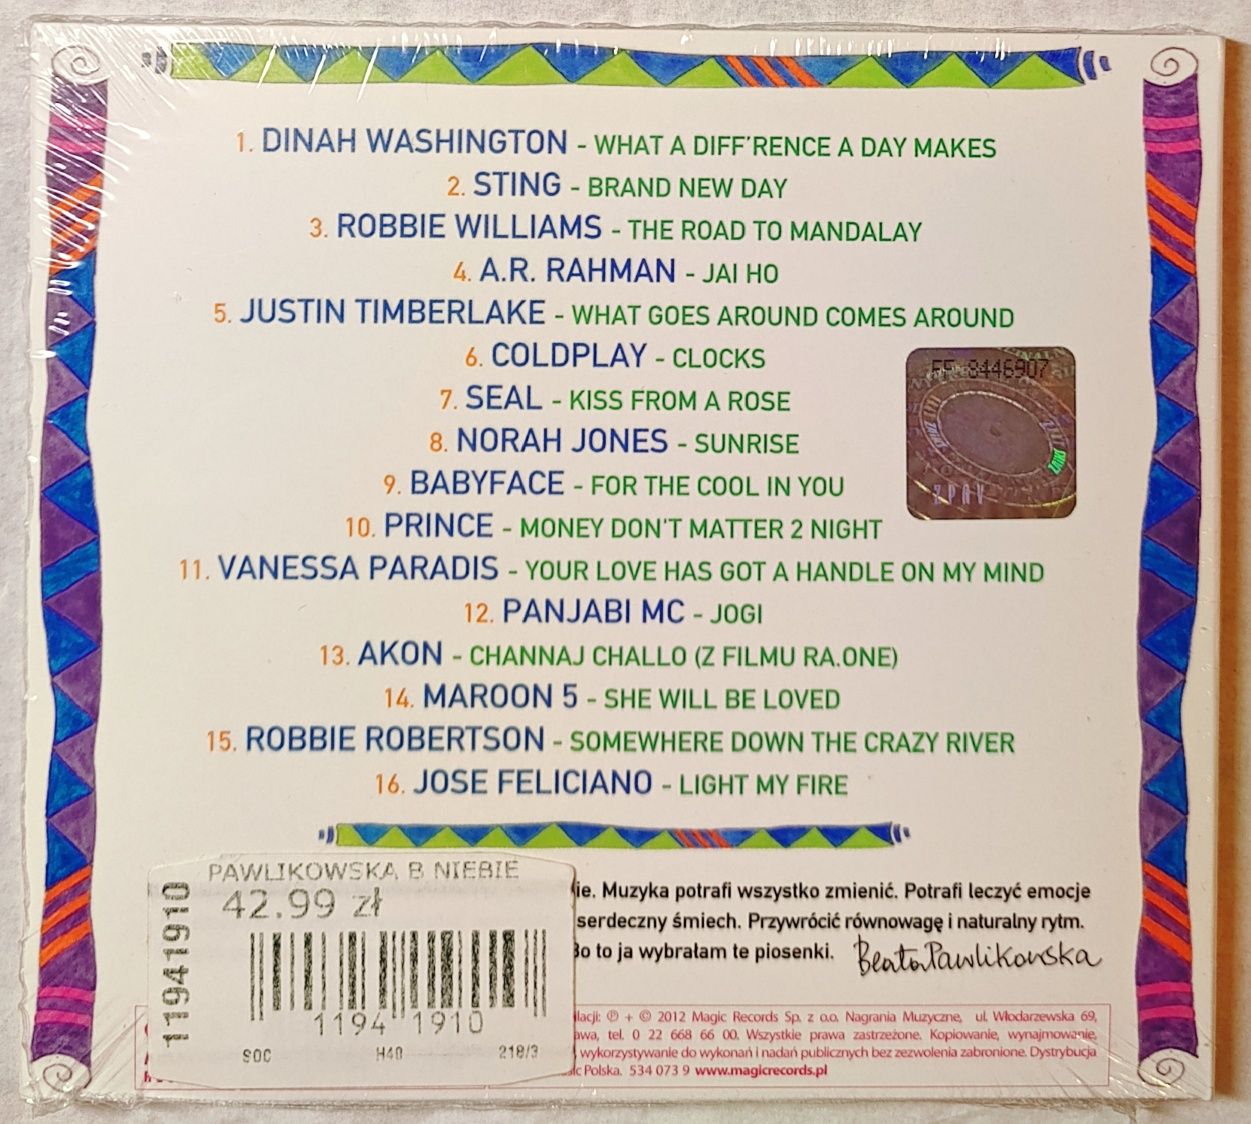 1. DINAH WASHINGTON - WHAT A DIFF'RENCE A DAY MAKES
2. STING - BRAND NEW DAY
3. ROBBIE WILLIAMS - THE ROAD TO MANDALAY
4. A.R. RAHMAN - JAI HO
5. JUSTIN TIMBERLAKE - WHAT GOES AROUND COMES AROUND
6. COLDPLAY - CLOCKS
7. SEAL - KISS FROM A ROSE
8. NORAH JONES - SUNRISE
9. BABYFACE - FOR THE COOL IN YOU
10. PRINCE - MONEY DON'T MATTER 2 NIGHT
11. VANESSA PARADIS - YOUR LOVE HAS GOT A HANDLE ON MY MIND
12. PANJABI MC - JOGI
13. AKON - CHANNAJ CHALLO (Z FILMU RA.ONE)
14. MAROON 5 - SHE WILL BE LOVED
15. ROBBIE ROBERTSON - SOMEWHERE DOWN THE CRAZY RIVER
16. JOSE FELICIANO - LIGHT MY FIRE
8446907
ZAIKS
ZPAV
PAWLIKOWSKA B NIEBIE
42.99 zł
11941910
1194 1910
SOC H40 218/3
Muzyka potrafi wszystko zmienić. Potrafi leczyć emocje
serdeczny śmiech. Przywrócić równowagę i naturalny rytm.
Bo to ja wybrałam te piosenki. Beata Pawlikowska
℗ + © 2012 Magic Records Sp. z o.o. Nagrania Muzyczne, ul. Włodarzewska 69,
tel. 0 22 668 66 00. Wszystkie prawa zastrzeżone. Kopiowanie, wynajmowanie,
wykorzystywanie do wykonań i nadań publicznych bez zezwolenia zabronione. Dystrybucja
Polska. 534 073 9 www.magicrecords.pl